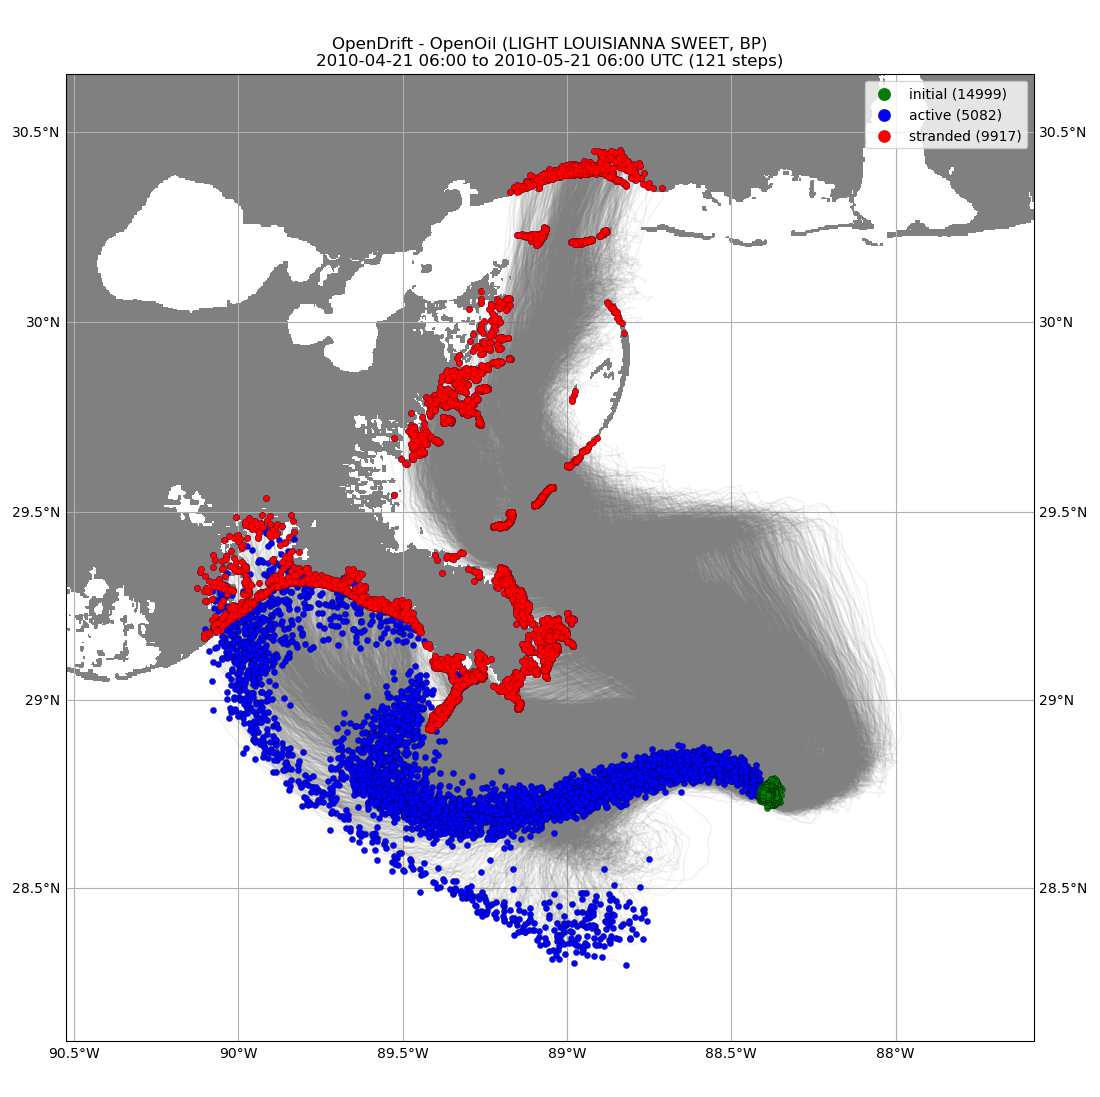 OpenDrift - OpenOil (LIGHT LOUISIANNA SWEET, BP)
2010-04-21 06:00 to 2010-05-21 06:00 UTC (121 steps)
initial (14999)
active (5082)
stranded (9917)
30.5°N 30.5°N
30°N 30°N
29.5°N 29.5°N
29°N 29°N
28.5°N 28.5°N
90.5°W 90°W 89.5°W 89°W 88.5°W 88°W